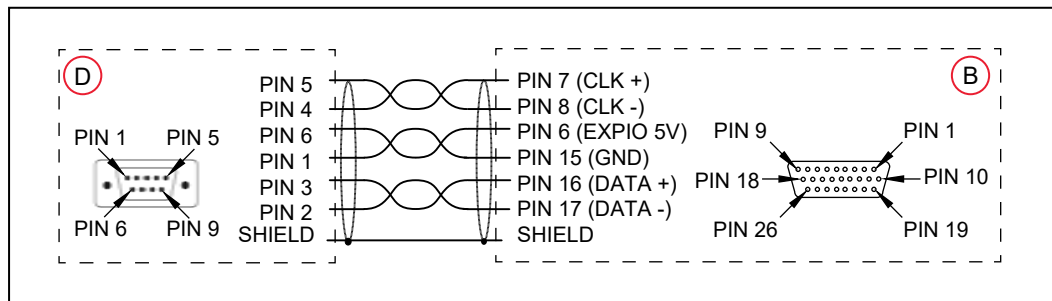 D
B
PIN 5
PIN 4
PIN 6
PIN 1
PIN 3
PIN 2
SHIELD
PIN 7 (CLK +)
PIN 8 (CLK -)
PIN 6 (EXPIO 5V)
PIN 15 (GND)
PIN 16 (DATA +)
PIN 17 (DATA -)
SHIELD
PIN 1 PIN 5
PIN 6 PIN 9
PIN 9 PIN 1
PIN 18 PIN 10
PIN 26 PIN 19